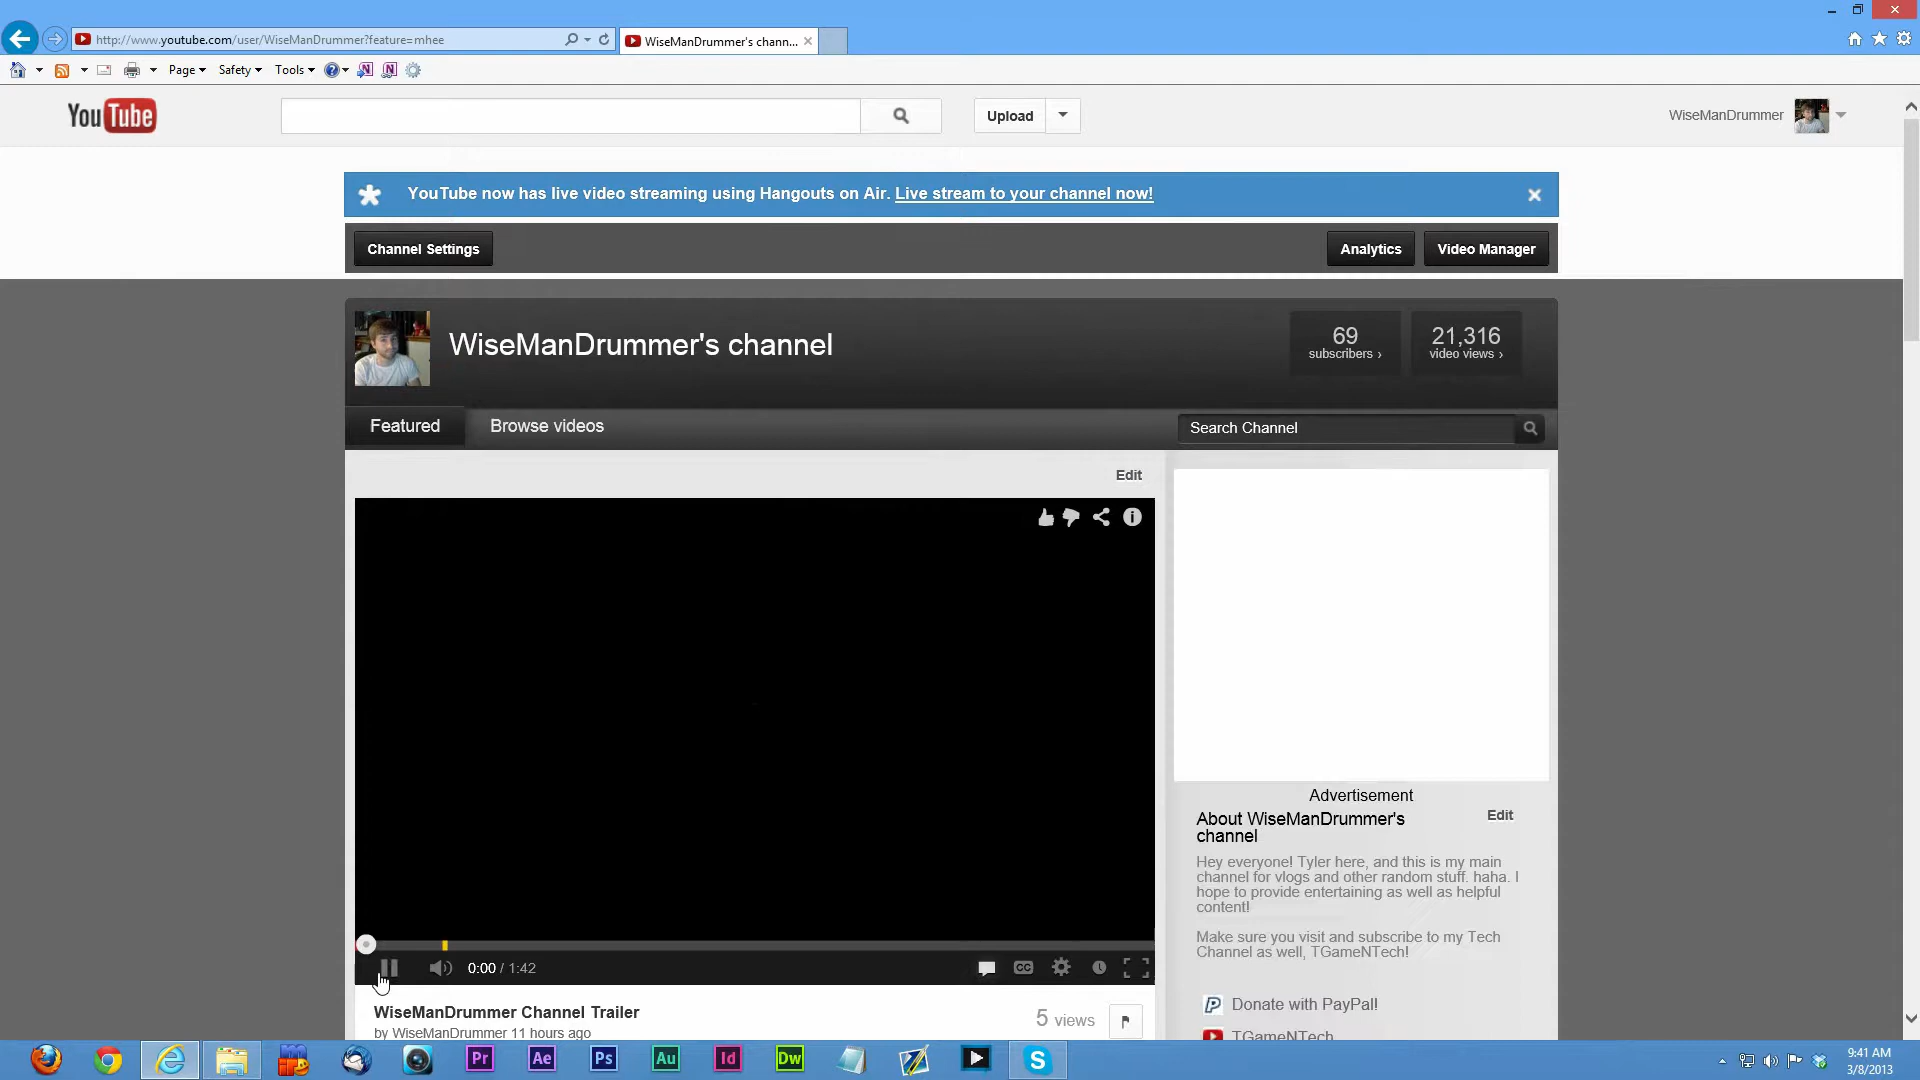 http://www.youtube.com/user/WiseManDrummer?feature=mhee
WiseManDrummer's chann...
Page
Safety
Tools
YouTube
Upload
WiseManDrummer
YouTube now has live video streaming using Hangouts on Air. Live stream to your channel now!
Channel Settings
Analytics
Video Manager
WiseManDrummer's channel
69
subscribers ›
21,316
video views ›
Featured
Browse videos
Search Channel
Edit
Advertisement
About WiseManDrummer's
channel
Edit
Hey everyone! Tyler here, and this is my main
channel for vlogs and other random stuff. haha. I
hope to provide entertaining as well as helpful
content!
Make sure you visit and subscribe to my Tech
Channel as well, TGameNTech!
Donate with PayPal!
TGameNTech
0:00 / 1:42
CC
WiseManDrummer Channel Trailer
5 views
by WiseManDrummer 11 hours ago
Pr
Ae
Ps
Au
Id
Dw
S
9:41 AM
3/8/2013